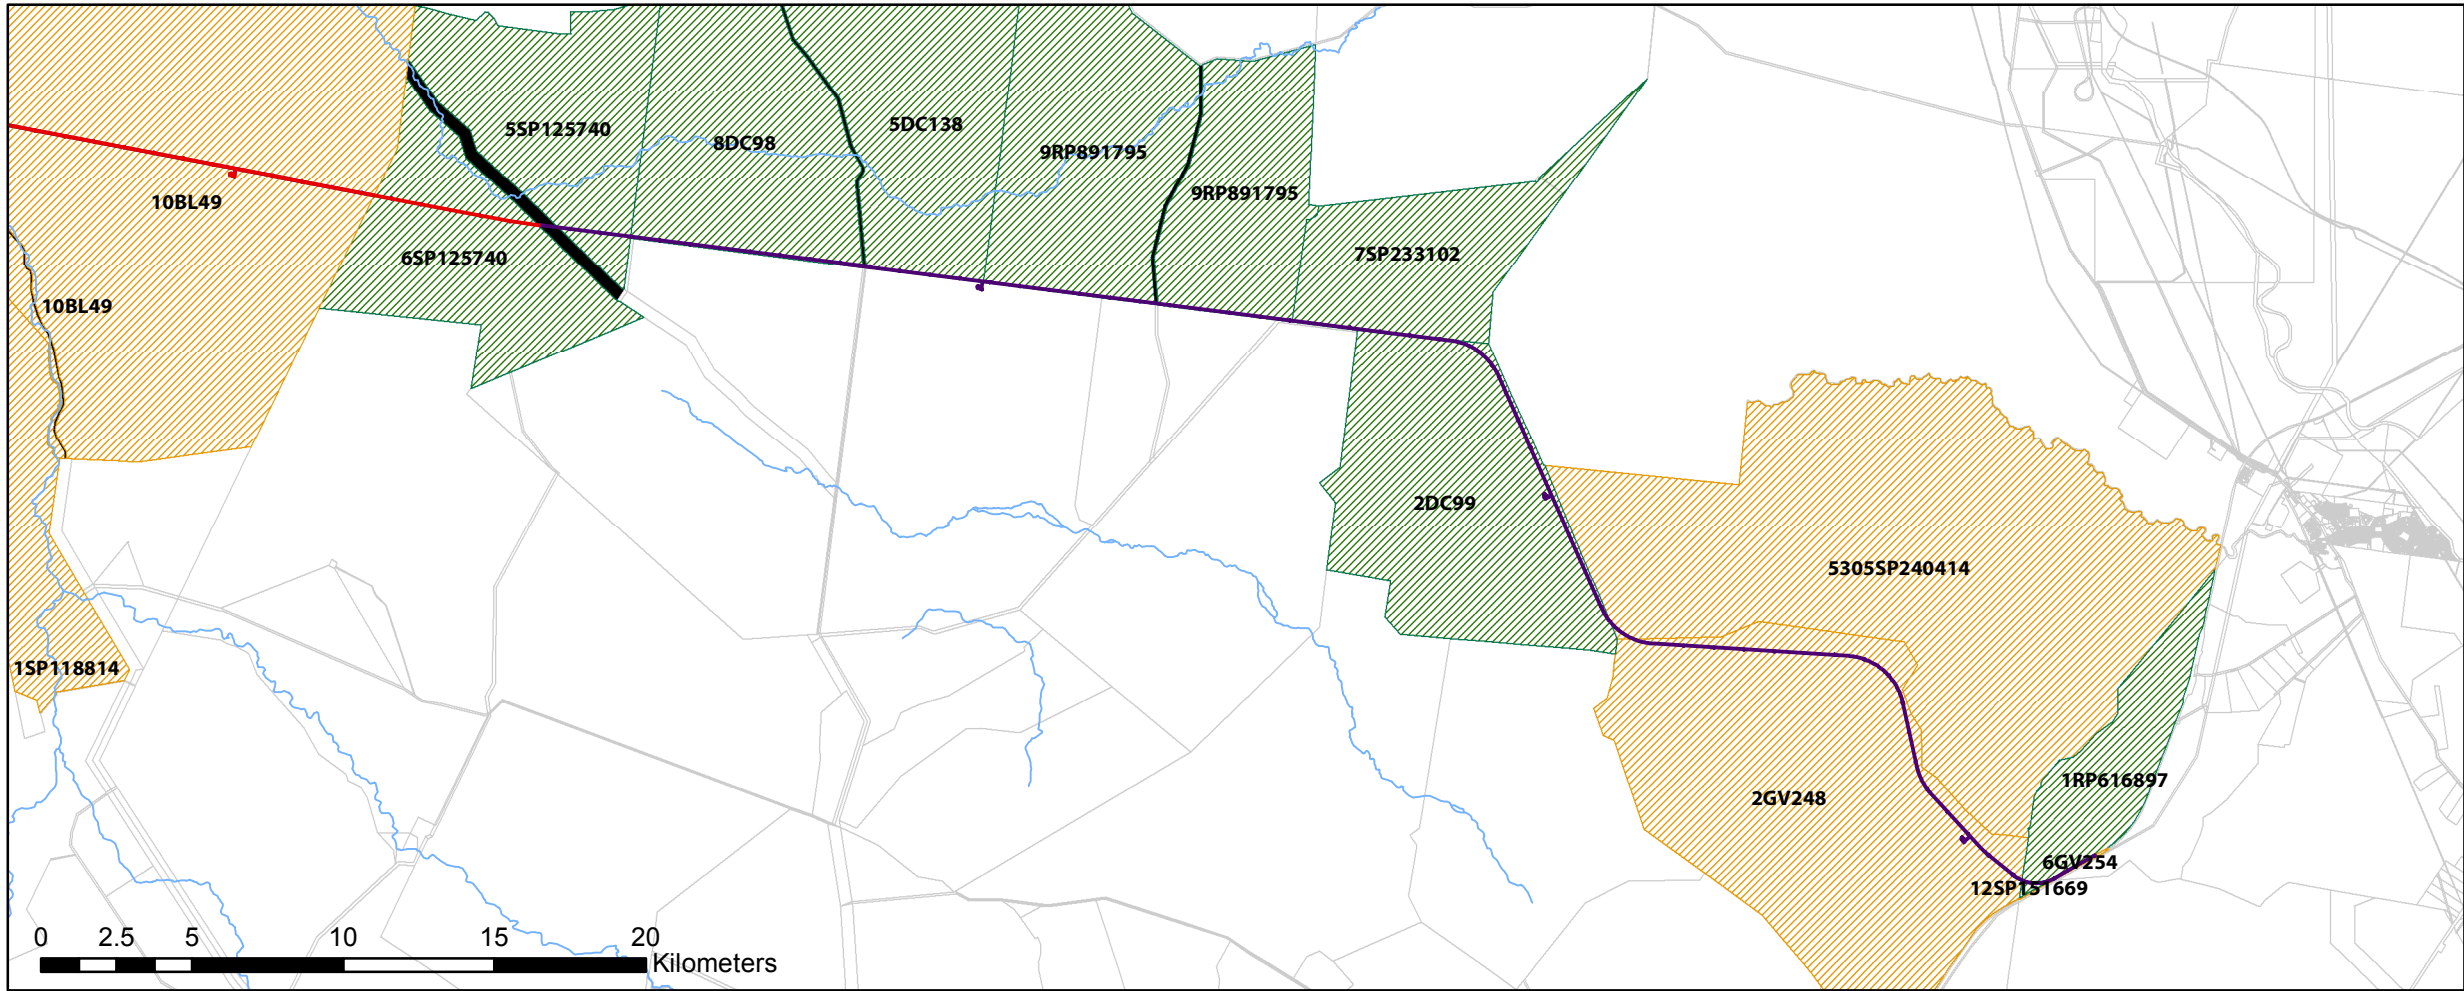 5SP125740
8DC98
5DC138
9RP891795
9RP891795
10BL49
6SP125740
7SP233102
10BL49
2DC99
5305SP240414
1SP118814
1RP616897
2GV248
6GV254
12SP151669
0 2.5 5 10 15 20
Kilometers